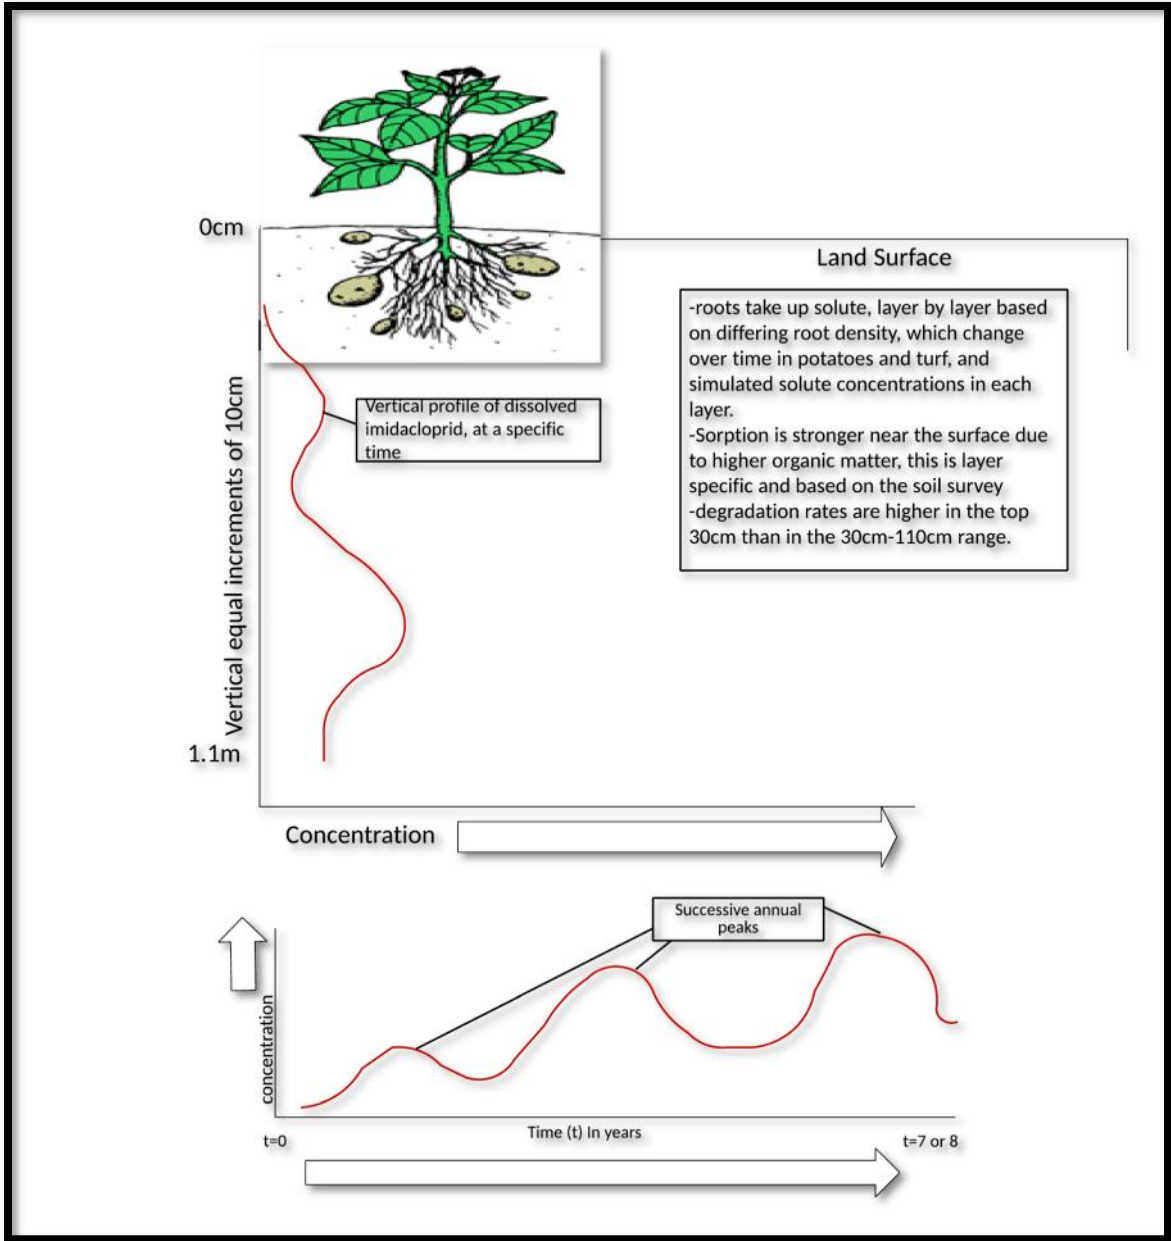 0cm
Land Surface
-roots take up solute, layer by layer based
on differing root density, which change
over time in potatoes and turf, and
simulated solute concentrations in each
layer.
-Sorption is stronger near the surface due
to higher organic matter, this is layer
specific and based on the soil survey
-degradation rates are higher in the top
30cm than in the 30cm-110cm range.
Vertical profile of dissolved
imidacloprid, at a specific
time
Vertical equal increments of 10cm
1.1m
Concentration
Successive annual
peaks
concentration
Time (t) In years
t=0
t=7 or 8